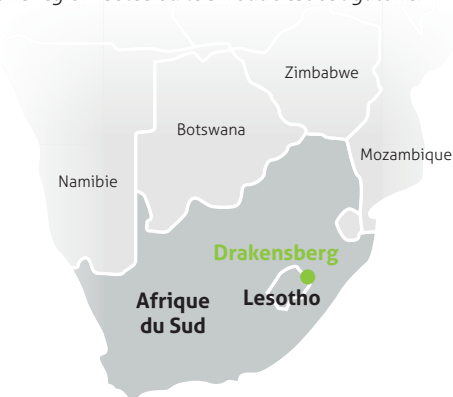 Zimbabwe
Botswana
Mozambique
Namibie
Drakensberg
Afrique
du Sud
Lesotho